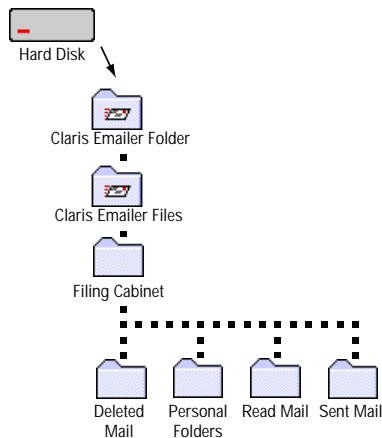 Hard Disk
Claris Emailer Folder
Claris Emailer Files
Filing Cabinet
Deleted Personal Read Mail Sent Mail
Mail Folders